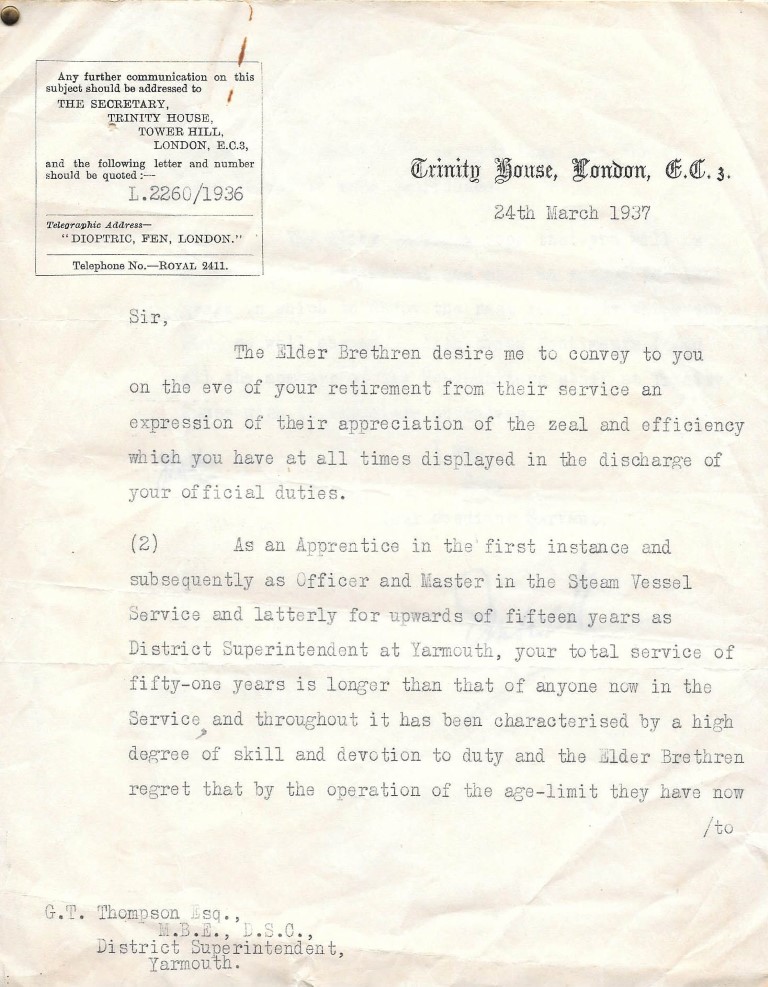 Any further communication on this
subject should be addressed to
THE SECRETARY,
TRINITY HOUSE,
TOWER HILL,
LONDON, E.C.3,
and the following letter and number
should be quoted :—
L.2260/1936
Telegraphic Address—
"DIOPTRIC, FEN, LONDON."
Telephone No.—ROYAL 2411.
Trinity House, London, E.C. 3.
24th March 1937
Sir,
The Elder Brethren desire me to convey to you
on the eve of your retirement from their service an
expression of their appreciation of the zeal and efficiency
which you have at all times displayed in the discharge of
your official duties.
(2) As an Apprentice in the first instance and
subsequently as Officer and Master in the Steam Vessel
Service and latterly for upwards of fifteen years as
District Superintendent at Yarmouth, your total service of
fifty-one years is longer than that of anyone now in the
Service, and throughout it has been characterised by a high
degree of skill and devotion to duty and the Elder Brethren
regret that by the operation of the age-limit they have now
/to
G.T. Thompson Esq.,
M.B.E., D.S.C.,
District Superintendent,
Yarmouth.